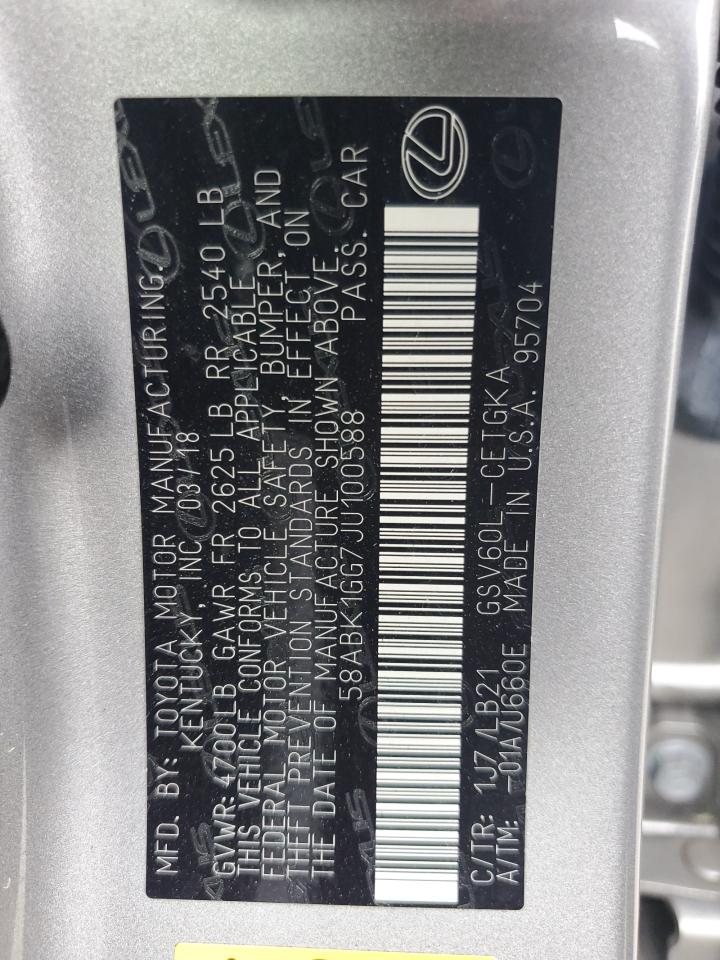 MFD. BY: TOYOTA MOTOR MANUFACTURING.
KENTUCKY, INC 03/18
GVWR: 4700LB GAWR FR 2625 LB RR 2540 LB
THIS VEHICLE CONFORMS TO ALL APPLICABLE
FEDERAL MOTOR VEHICLE SAFETY, BUMPER, AND
THEFT PREVENTION STANDARDS IN EFFECT ON
THE DATE OF MANUFACTURE SHOWN ABOVE.
58ABK1GG7JU100588 PASS. CAR
C/TR: 1J7/LB21 GSV60L-CETGKA
A/TM: -01A/U660E MADE IN U.S.A. 95704